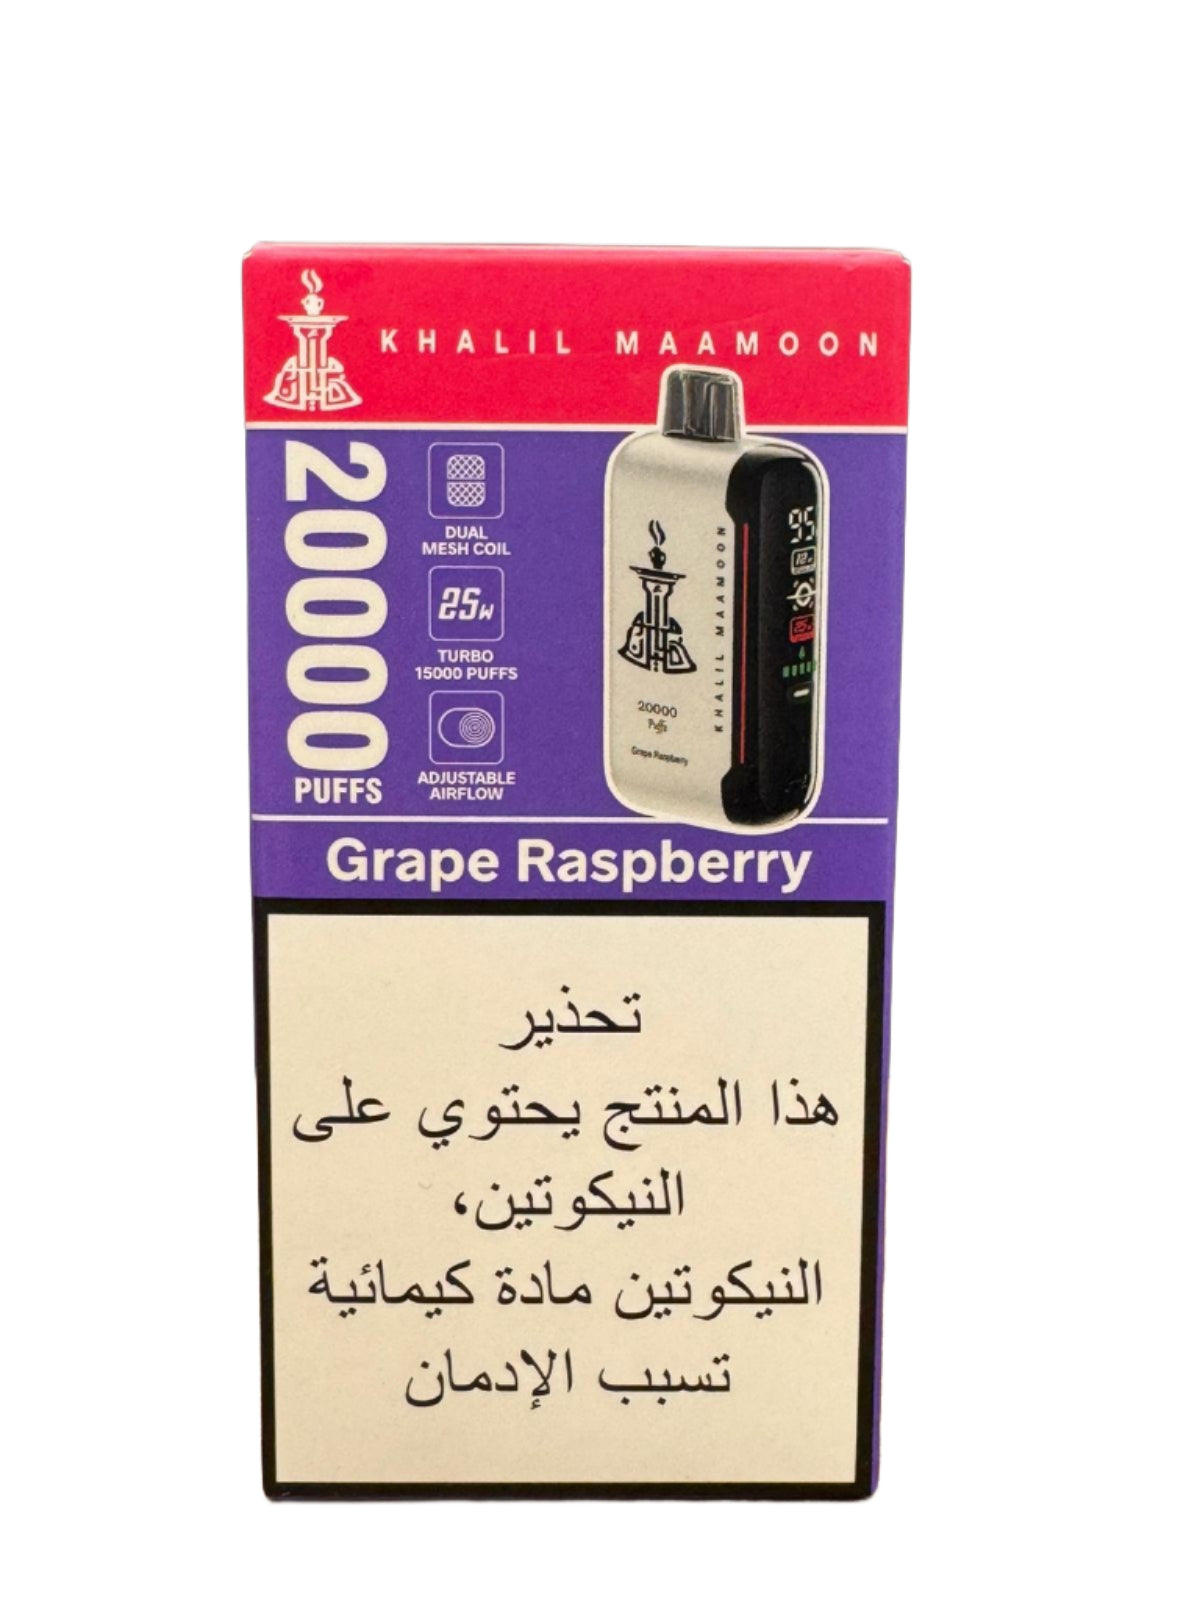 KHALIL MAAMOON
20000
PUFFS
DUAL
MESH COIL
25W
TURBO
15000 PUFFS
ADJUSTABLE
AIRFLOW
95
KHALIL MAAMOON
20000
Puffs
Grape Raspberry
Grape Raspberry
تحذير
هذا المنتج يحتوي على
النيكوتين،
النيكوتين مادة كيمائية
تسبب الإدمان